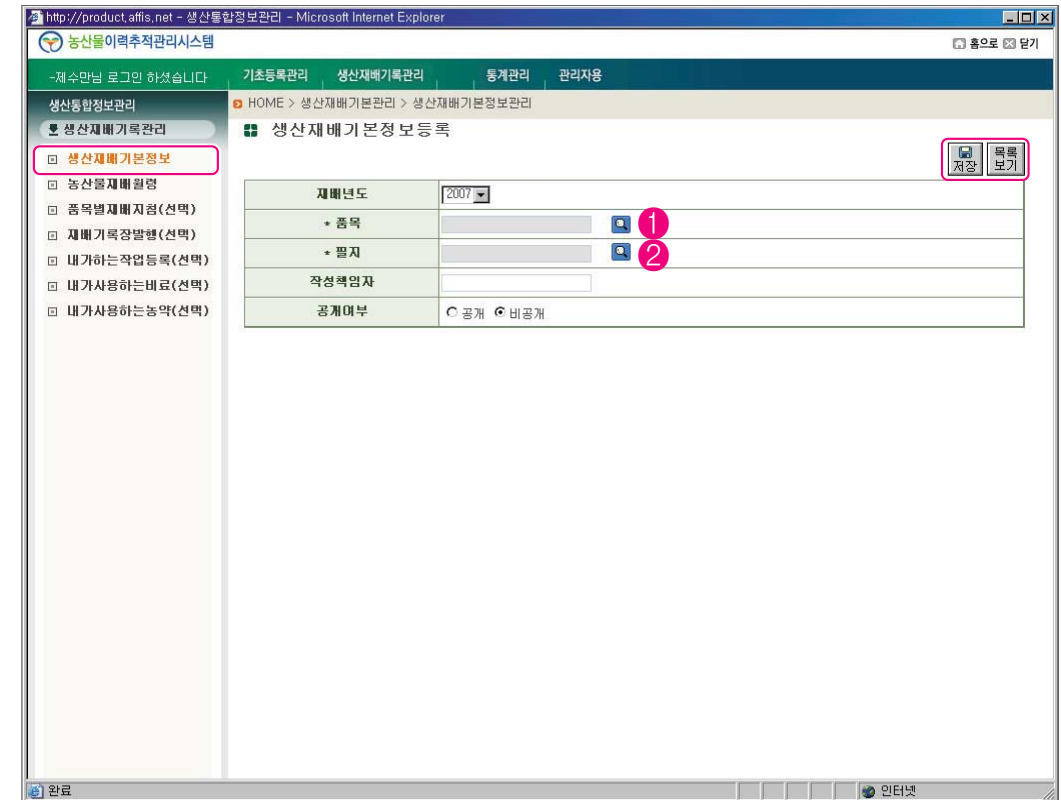 http://product.affis.net - 생산통합정보관리 - Microsoft Internet Explorer
농산물이력추적관리시스템
홈으로 닫기
-제수만님 로그인 하셨습니다
기초등록관리 생산재배기록관리 통계관리 관리자용
생산통합정보관리
HOME > 생산재배기본관리 > 생산재배기본정보관리
생산재배기록관리
생산재배기본정보등록
생산재배기본정보
저장 목록보기
농산물재배월령
재배년도 2007
품목별재배지침(선택)
* 품목 1
재배기록장발행(선택)
* 필지 2
내가하는작업등록(선택)
내가사용하는비료(선택)
작성책임자
내가사용하는농약(선택)
공개여부 공개 비공개
완료
인터넷